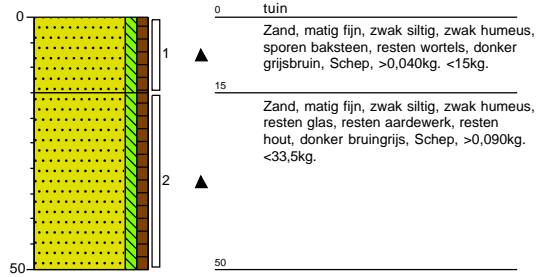 0
0 tuin
Zand, matig fijn, zwak siltig, zwak humeus,
sporen baksteen, resten wortels, donker
grijsbruin, Schep, >0,040kg. <15kg.
1
15
Zand, matig fijn, zwak siltig, zwak humeus,
resten glas, resten aardewerk, resten
hout, donker bruingrijs, Schep, >0,090kg.
<33,5kg.
2
50
50